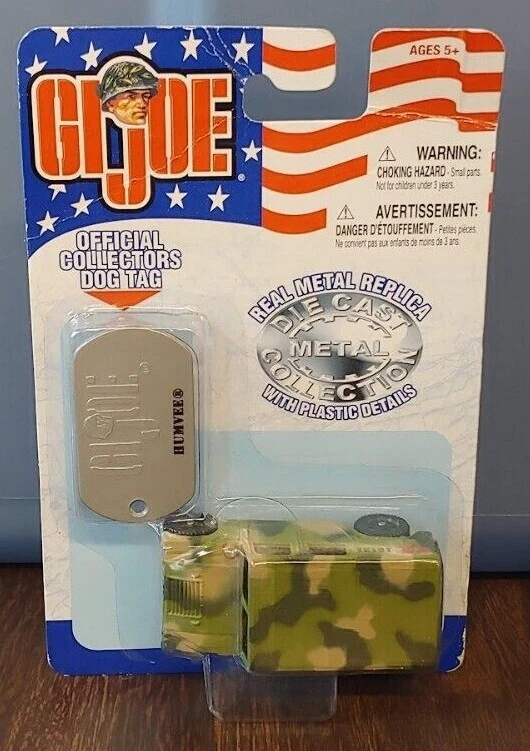 AGES 5+
GI JOE
®
WARNING:
CHOKING HAZARD - Small parts.
Not for children under 3 years.
AVERTISSEMENT:
DANGER D'ÉTOUFFEMENT - Petites pièces.
Ne convient pas aux enfants de moins de 3 ans.
OFFICIAL
COLLECTORS
DOG TAG
REAL METAL REPLICA
DIE CAST
METAL
COLLECTION
WITH PLASTIC DETAILS
GI JOE
HUMVEE®